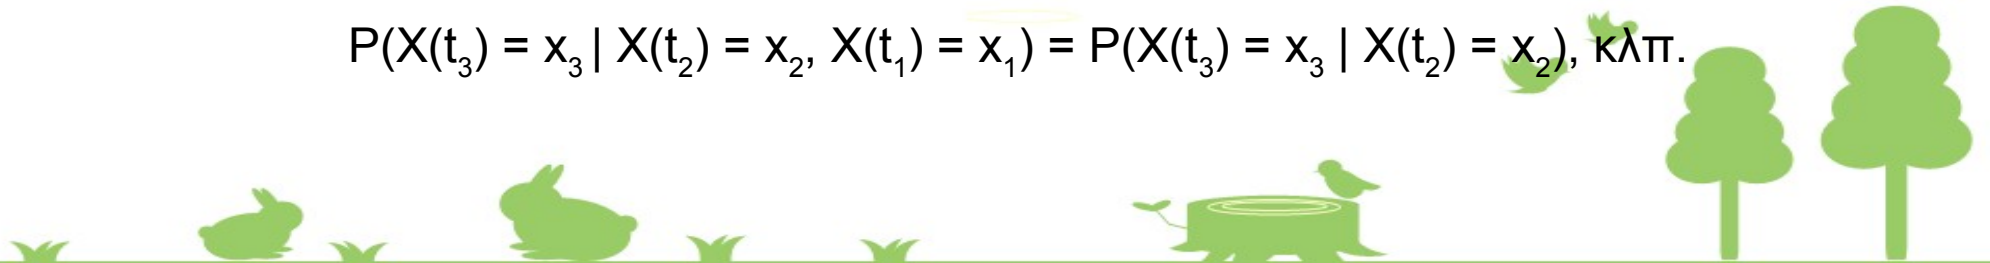 P(X(t₃) = x₃ | X(t₂) = x₂, X(t₁) = x₁) = P(X(t₃) = x₃ | X(t₂) = x₂), κλπ.